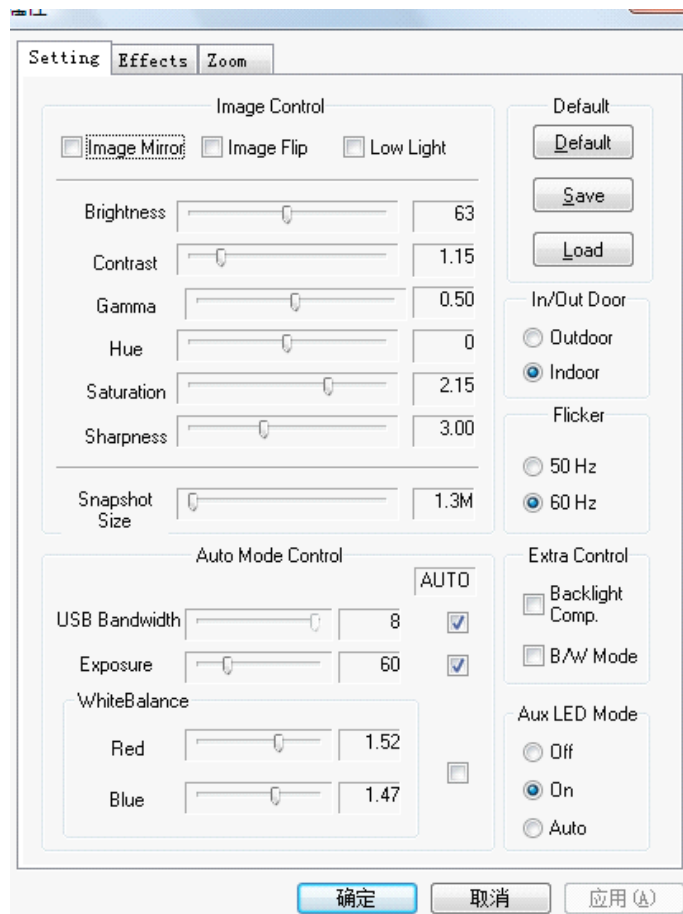 Setting Effects Zoom
Image Control
Image Mirror Image Flip Low Light
Brightness 63
Contrast 1.15
Gamma 0.50
Hue 0
Saturation 2.15
Sharpness 3.00
Snapshot
Size 1.3M
Default
Default
Save
Load
In/Out Door
Outdoor
Indoor
Flicker
50 Hz
60 Hz
Auto Mode Control
AUTO
USB Bandwidth 8
Exposure 60
WhiteBalance
Red 1.52
Blue 1.47
Extra Control
Backlight
Comp.
B/W Mode
Aux LED Mode
Off
On
Auto
确定 取消 应用(A)